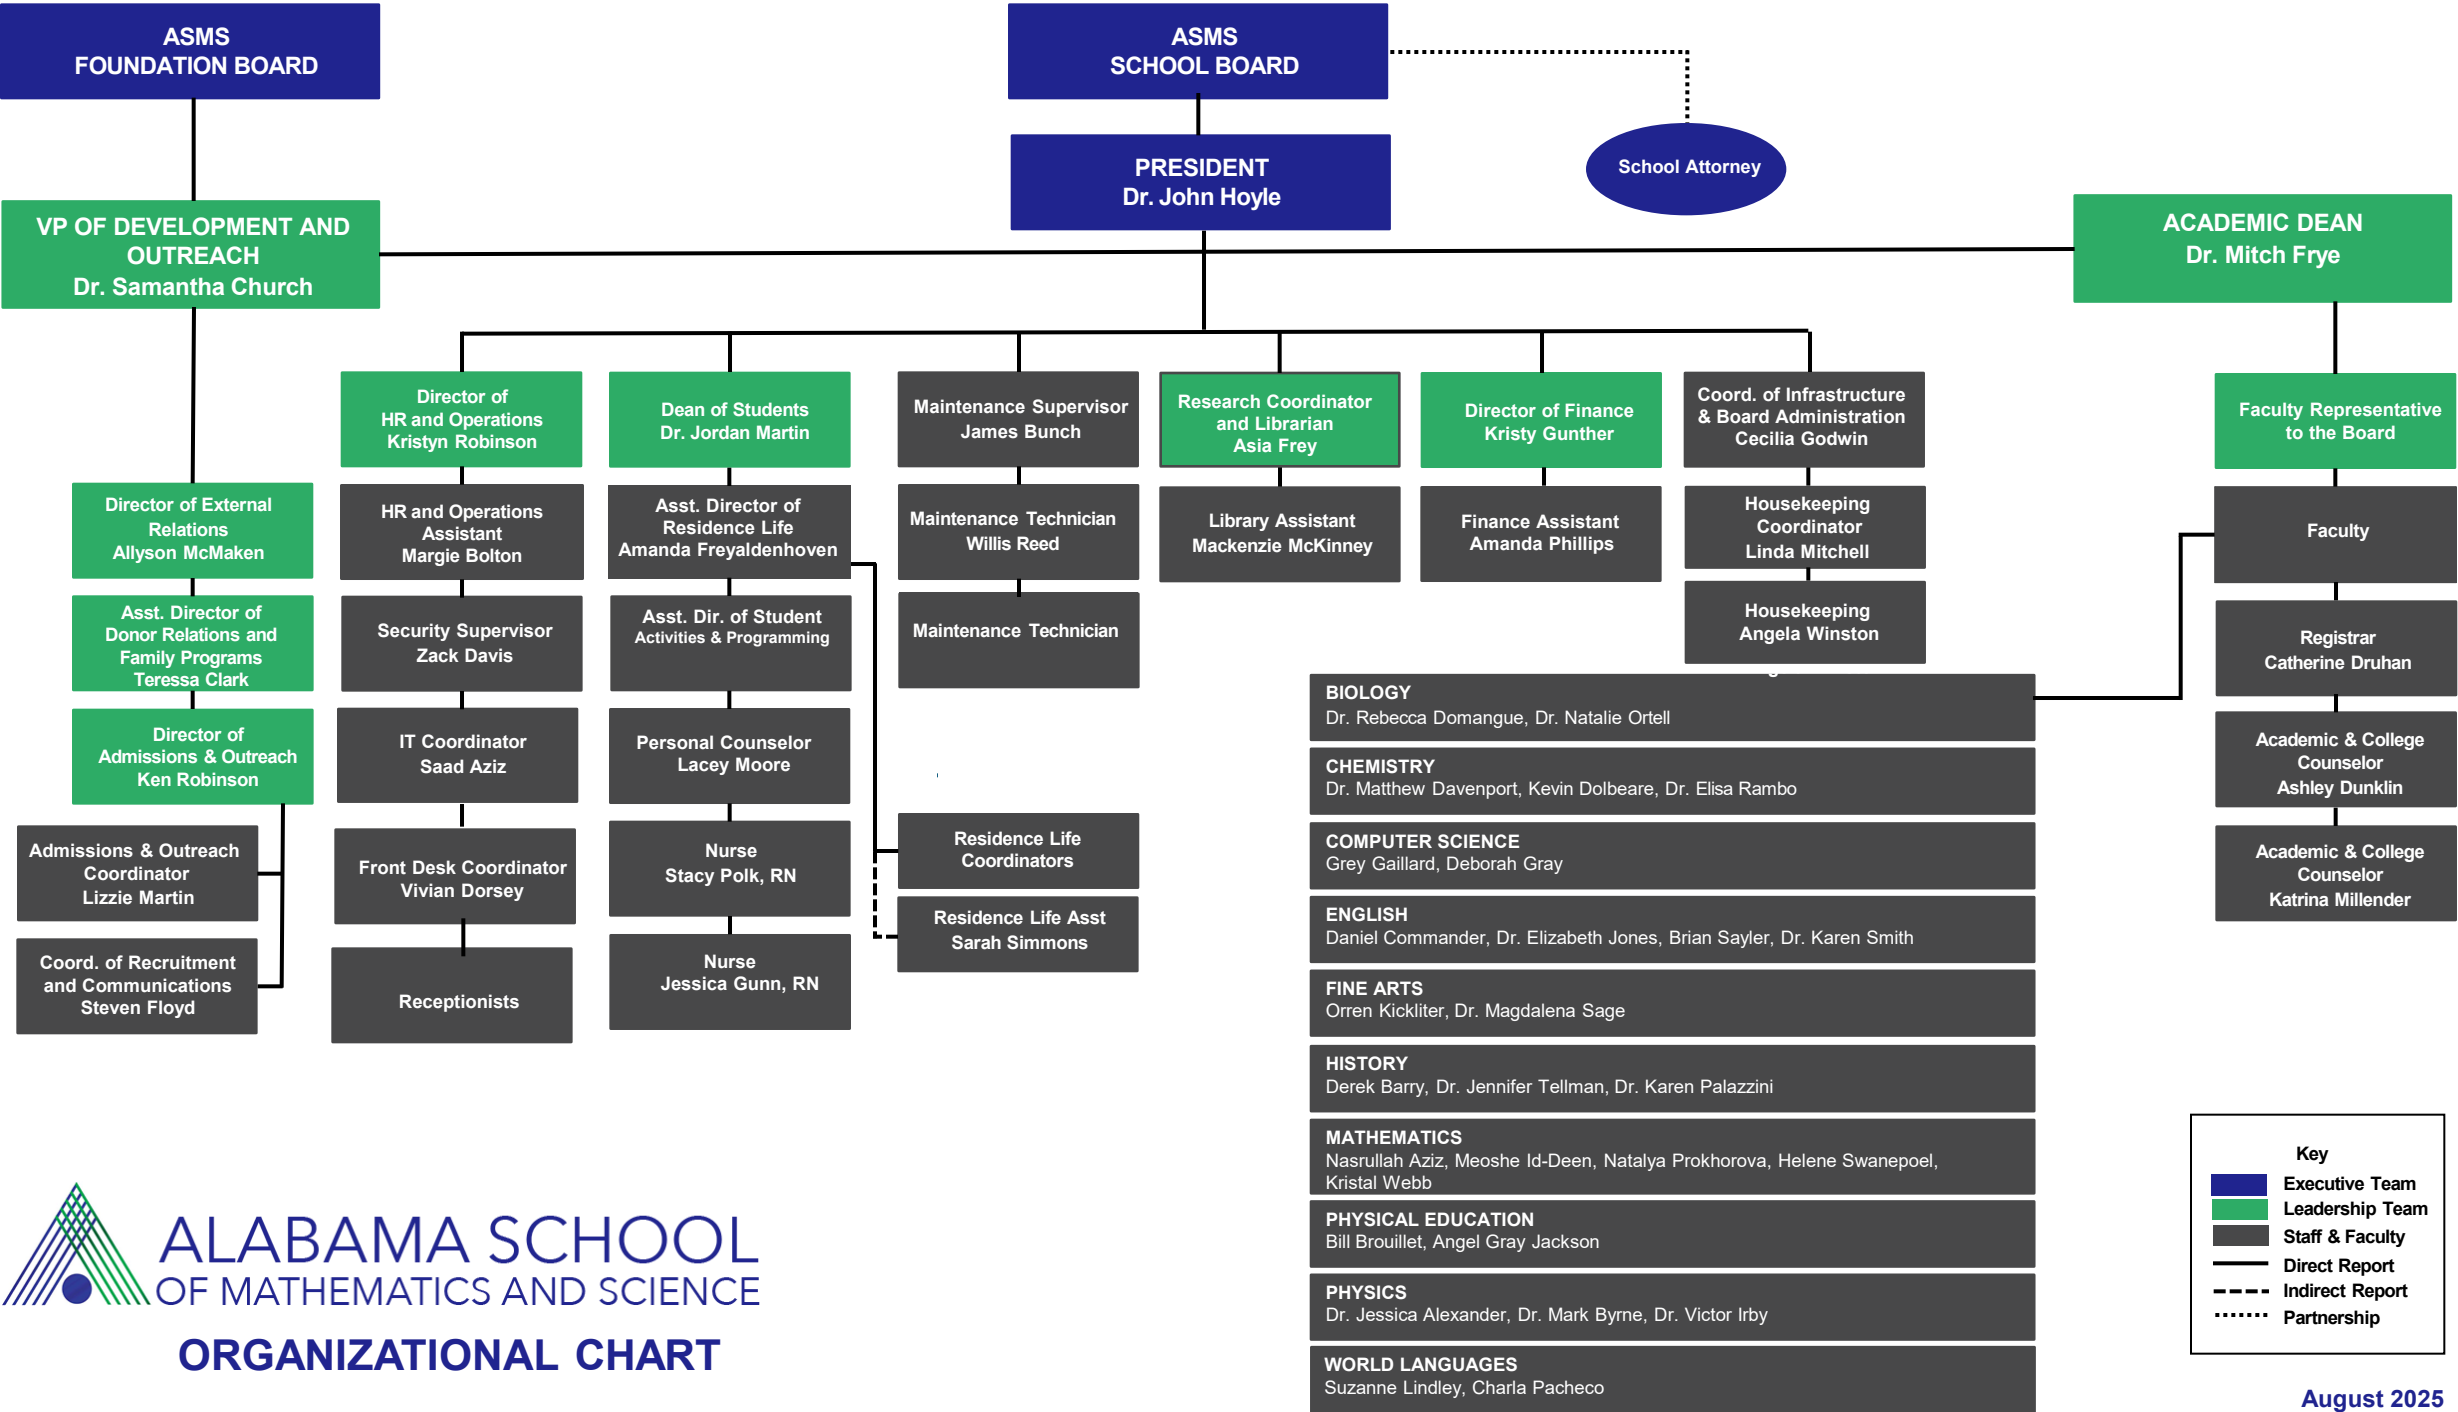 ASMS
FOUNDATION BOARD
ASMS
SCHOOL BOARD
PRESIDENT
Dr. John Hoyle
School Attorney
VP OF DEVELOPMENT AND
OUTREACH
Dr. Samantha Church
ACADEMIC DEAN
Dr. Mitch Frye
Director of External
Relations
Allyson McMaken
Asst. Director of
Donor Relations and
Family Programs
Teressa Clark
Director of
Admissions & Outreach
Ken Robinson
Admissions & Outreach
Coordinator
Lizzie Martin
Coord. of Recruitment
and Communications
Steven Floyd
Director of
HR and Operations
Kristyn Robinson
HR and Operations
Assistant
Margie Bolton
Security Supervisor
Zack Davis
IT Coordinator
Saad Aziz
Front Desk Coordinator
Vivian Dorsey
Receptionists
Dean of Students
Dr. Jordan Martin
Asst. Director of
Residence Life
Amanda Freyaldenhoven
Asst. Dir. of Student
Activities & Programming
Personal Counselor
Lacey Moore
Nurse
Stacy Polk, RN
Nurse
Jessica Gunn, RN
Maintenance Supervisor
James Bunch
Maintenance Technician
Willis Reed
Maintenance Technician
Residence Life
Coordinators
Residence Life Asst
Sarah Simmons
Research Coordinator
and Librarian
Asia Frey
Library Assistant
Mackenzie McKinney
Director of Finance
Kristy Gunther
Finance Assistant
Amanda Phillips
Coord. of Infrastructure
& Board Administration
Cecilia Godwin
Housekeeping
Coordinator
Linda Mitchell
Housekeeping
Angela Winston
Faculty Representative
to the Board
Faculty
Registrar
Catherine Druhan
Academic & College
Counselor
Ashley Dunklin
Academic & College
Counselor
Katrina Millender
BIOLOGY
Dr. Rebecca Domangue, Dr. Natalie Ortell
CHEMISTRY
Dr. Matthew Davenport, Kevin Dolbeare, Dr. Elisa Rambo
COMPUTER SCIENCE
Grey Gaillard, Deborah Gray
ENGLISH
Daniel Commander, Dr. Elizabeth Jones, Brian Sayler, Dr. Karen Smith
FINE ARTS
Orren Kickliter, Dr. Magdalena Sage
HISTORY
Derek Barry, Dr. Jennifer Tellman, Dr. Karen Palazzini
MATHEMATICS
Nasrullah Aziz, Meoshe Id-Deen, Natalya Prokhorova, Helene Swanepoel,
Kristal Webb
PHYSICAL EDUCATION
Bill Brouillet, Angel Gray Jackson
PHYSICS
Dr. Jessica Alexander, Dr. Mark Byrne, Dr. Victor Irby
WORLD LANGUAGES
Suzanne Lindley, Charla Pacheco
Key
Executive Team
Leadership Team
Staff & Faculty
Direct Report
Indirect Report
Partnership
ALABAMA SCHOOL
OF MATHEMATICS AND SCIENCE
ORGANIZATIONAL CHART
August 2025